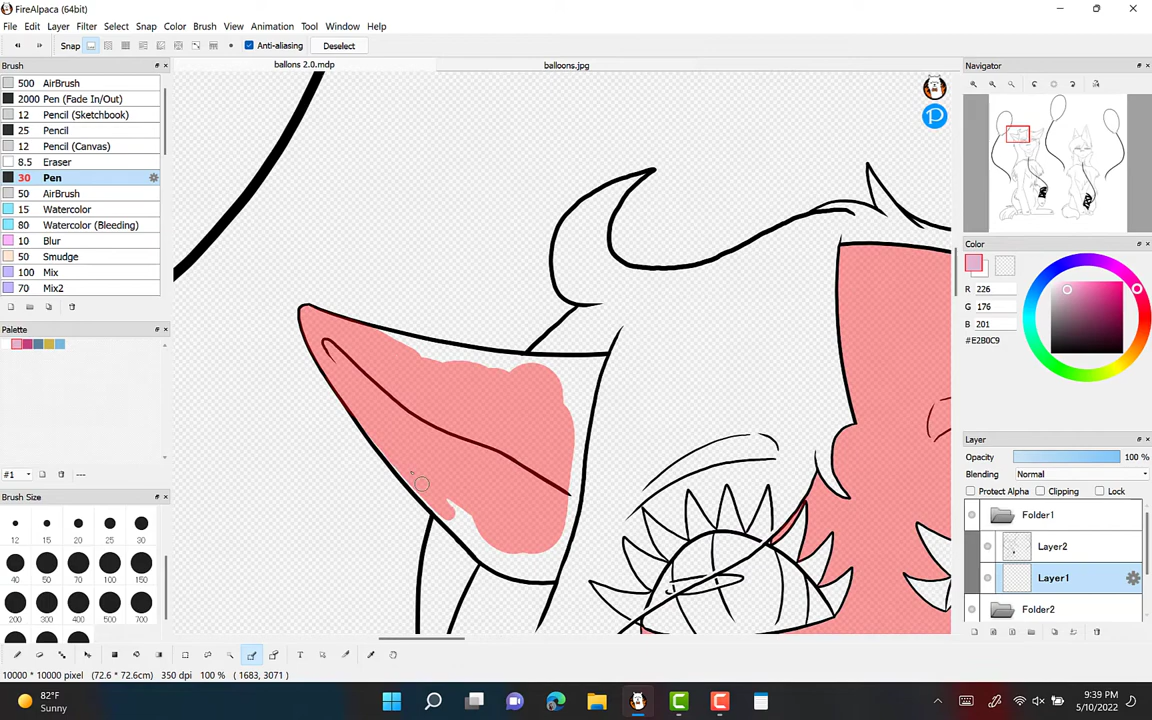 FireAlpaca (64bit)
File Edit Layer Filter Select Snap Color Brush View Animation Tool Window Help
Snap Anti-aliasing Deselect
Brush
ballons 2.0.mdp
balloons.jpg
Navigator
500 AirBrush
2000 Pen (Fade In/Out)
12 Pencil (Sketchbook)
25 Pencil
12 Pencil (Canvas)
8.5 Eraser
30 Pen
50 AirBrush
15 Watercolor
80 Watercolor (Bleeding)
10 Blur
50 Smudge
100 Mix
70 Mix2
Palette
#1 ---
Brush Size
12 15 20 25 30
40 50 70 100 150
200 300 400 500 700
Color
R 226
G 176
B 201
#E2B0C9
Layer
Opacity 100 %
Blending Normal
Protect Alpha Clipping Lock
Folder1
Layer2
Layer1
Folder2
T
10000 * 10000 pixel (72.6 * 72.6cm) 350 dpi 100 % ( 1683, 3071 )
82°F
Sunny
9:39 PM
5/10/2022